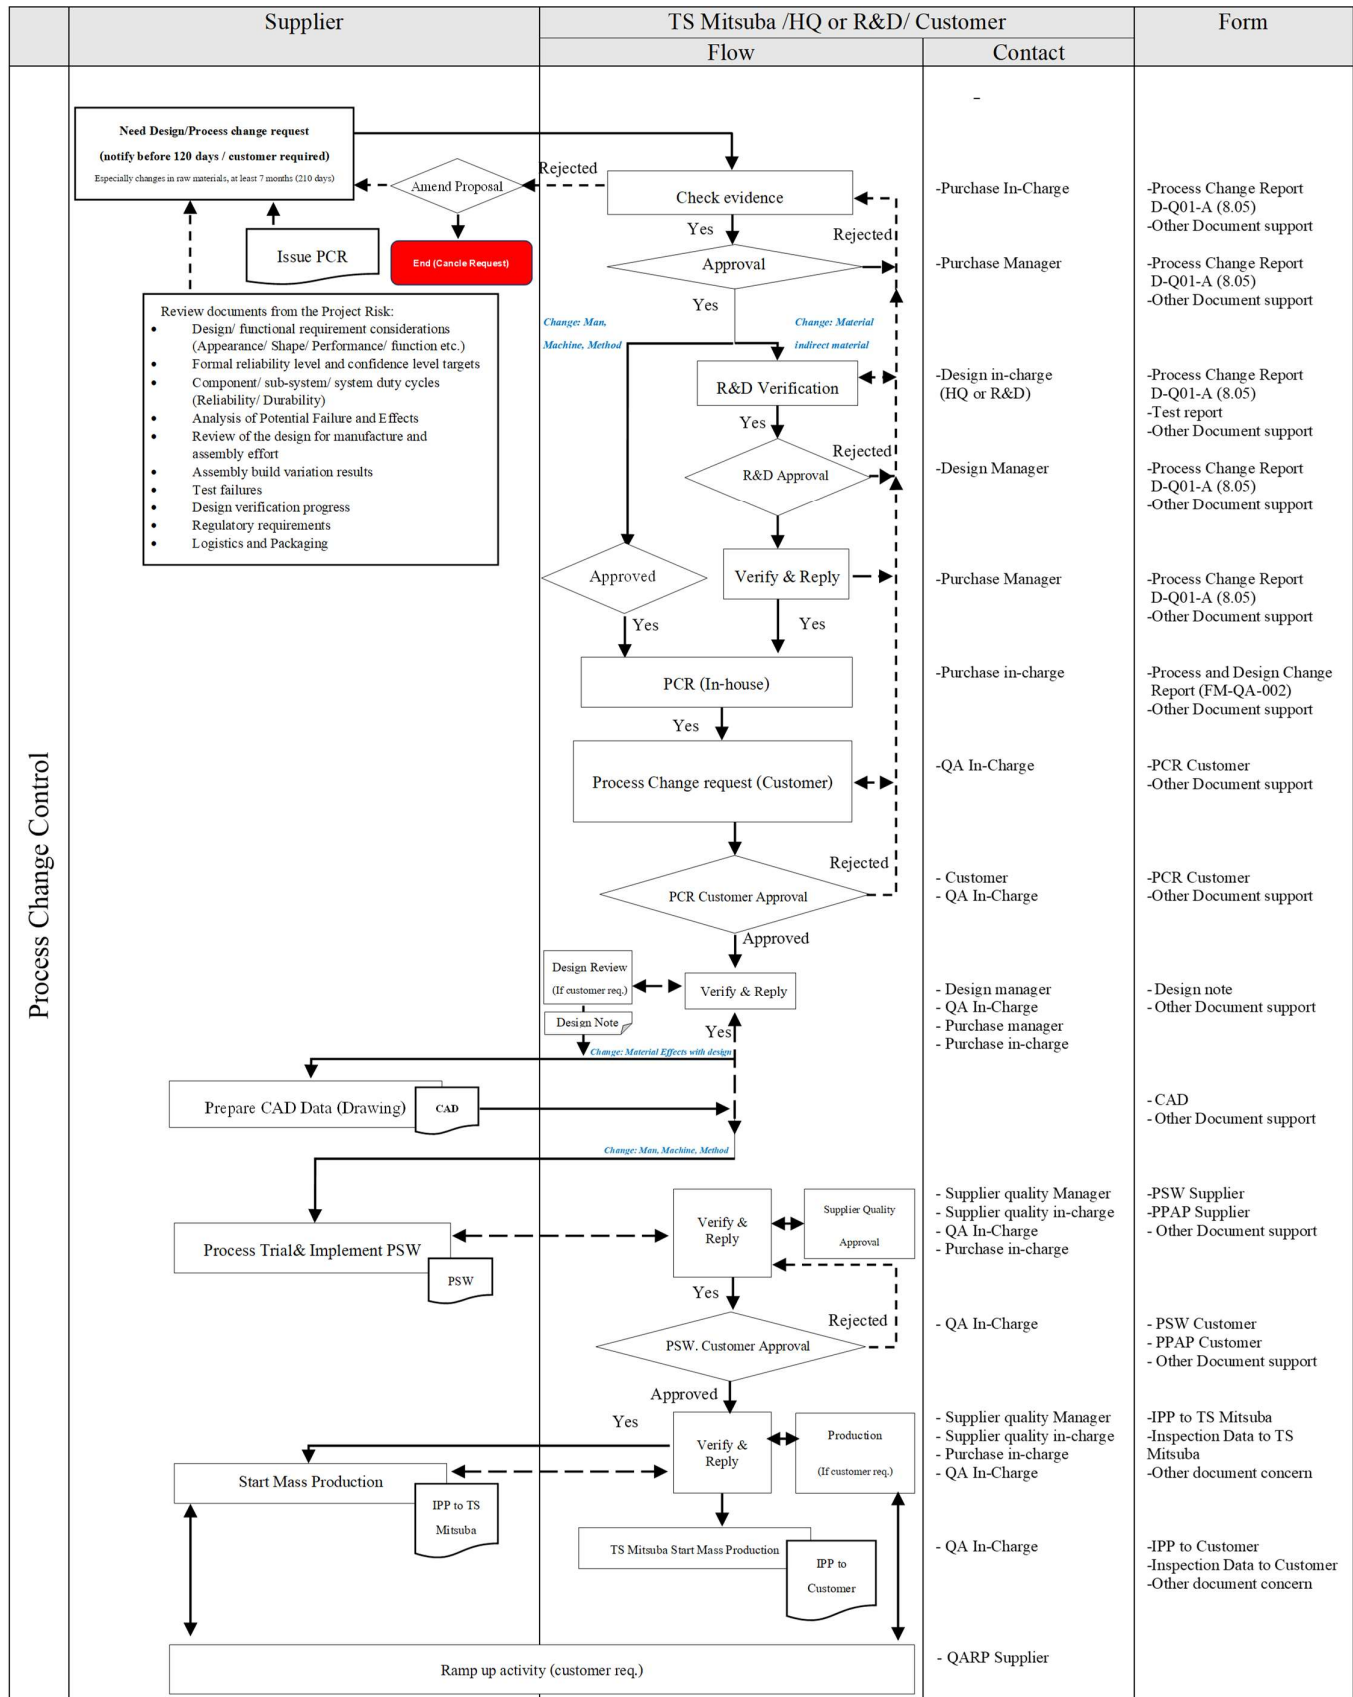 Supplier
TS Mitsuba /HQ or R&D/ Customer
Form
Flow
Contact
Process Change Control
Need Design/Process change request
(notify before 120 days / customer required)
Especially changes in raw materials, at least 7 months (210 days)
Amend Proposal
Rejected
Check evidence
-
-Purchase In-Charge
-Process Change Report
D-Q01-A (8.05)
-Other Document support
Issue PCR
End (Cancle Request)
Yes
Rejected
Approval
-Purchase Manager
-Process Change Report
D-Q01-A (8.05)
-Other Document support
Yes
Review documents from the Project Risk:
• Design/ functional requirement considerations
(Appearance/ Shape/ Performance/ function etc.)
• Formal reliability level and confidence level targets
• Component/ sub-system/ system duty cycles
(Reliability/ Durability)
• Analysis of Potential Failure and Effects
• Review of the design for manufacture and
assembly effort
• Assembly build variation results
• Test failures
• Design verification progress
• Regulatory requirements
• Logistics and Packaging
Change: Man,
Machine, Method
Change: Material
indirect material
R&D Verification
-Design in-charge
(HQ or R&D)
-Process Change Report
D-Q01-A (8.05)
-Test report
-Other Document support
Yes
Rejected
R&D Approval
-Design Manager
-Process Change Report
D-Q01-A (8.05)
-Other Document support
Approved
Verify & Reply
-Purchase Manager
-Process Change Report
D-Q01-A (8.05)
-Other Document support
Yes
Yes
PCR (In-house)
-Purchase in-charge
-Process and Design Change
Report (FM-QA-002)
-Other Document support
Yes
Process Change request (Customer)
-QA In-Charge
-PCR Customer
-Other Document support
Rejected
PCR Customer Approval
- Customer
- QA In-Charge
-PCR Customer
-Other Document support
Approved
Design Review
(If customer req.)
Verify & Reply
Design Note
Yes
- Design manager
- QA In-Charge
- Purchase manager
- Purchase in-charge
- Design note
- Other Document support
Change: Material Effects with design
Prepare CAD Data (Drawing)
CAD
- CAD
- Other Document support
Change: Man, Machine, Method
Process Trial& Implement PSW
PSW
Verify &
Reply
Supplier Quality
Approval
- Supplier quality Manager
- Supplier quality in-charge
- QA In-Charge
- Purchase in-charge
-PSW Supplier
-PPAP Supplier
- Other Document support
Yes
Rejected
PSW. Customer Approval
- QA In-Charge
- PSW Customer
- PPAP Customer
- Other Document support
Approved
Yes
Verify &
Reply
Production
(If customer req.)
- Supplier quality Manager
- Supplier quality in-charge
- Purchase in-charge
- QA In-Charge
-IPP to TS Mitsuba
-Inspection Data to TS
Mitsuba
-Other document concern
Start Mass Production
IPP to TS
Mitsuba
TS Mitsuba Start Mass Production
IPP to
Customer
- QA In-Charge
-IPP to Customer
-Inspection Data to Customer
-Other document concern
Ramp up activity (customer req.)
- QARP Supplier